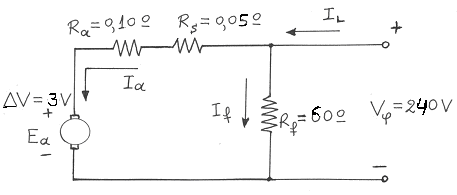 Ra=0,10Ω
Rs=0,05Ω
IL
+
Ia
ΔV=3V
+
Ea
-
If
Rf=60Ω
Vφ=240V
-